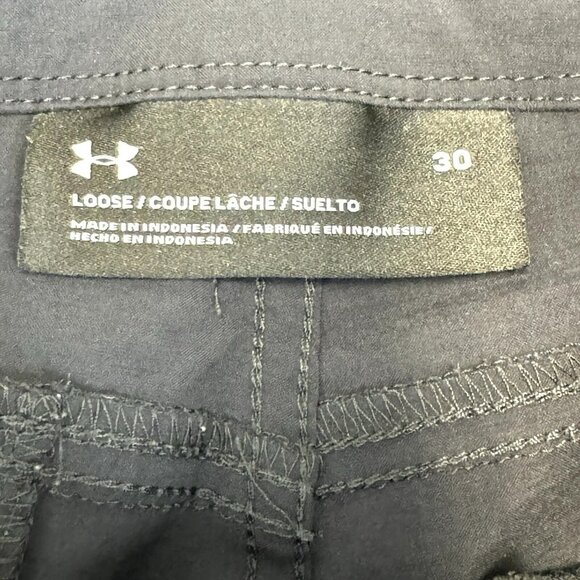 30
LOOSE / COUPE LÂCHE / SUELTO
MADE IN INDONESIA / FABRIQUÉ EN INDONÉSIE /
HECHO EN INDONESIA